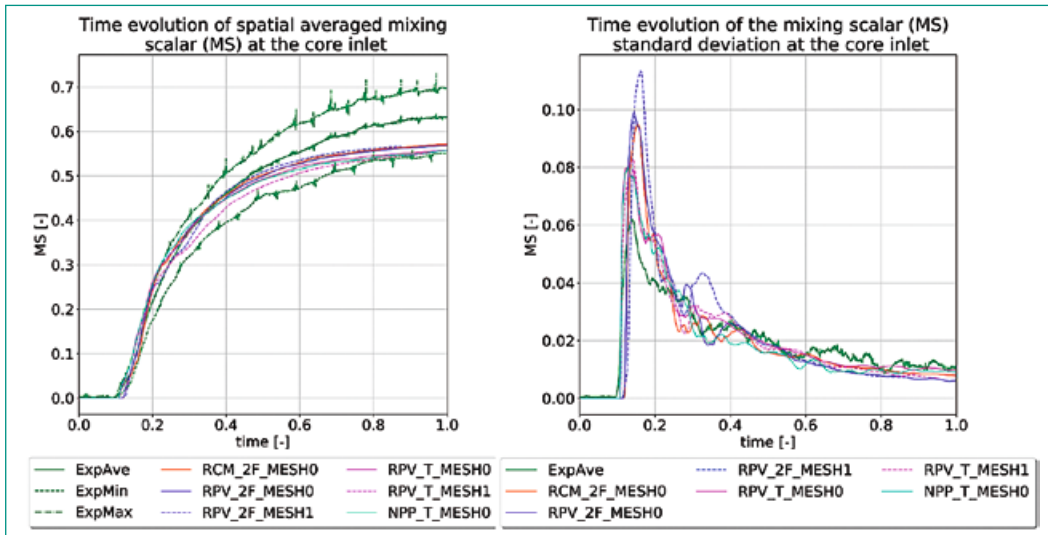 Time evolution of spatial averaged mixing
scalar (MS) at the core inlet
MS [-]
0.7
0.6
0.5
0.4
0.3
0.2
0.1
0.0
0.0 0.2 0.4 0.6 0.8 1.0
time [-]
ExpAve RCM_2F_MESH0 RPV_T_MESH0
ExpMin RPV_2F_MESH0 RPV_T_MESH1
ExpMax RPV_2F_MESH1 NPP_T_MESH0
Time evolution of the mixing scalar (MS)
standard deviation at the core inlet
MS [-]
0.10
0.08
0.06
0.04
0.02
0.00
0.0 0.2 0.4 0.6 0.8 1.0
time [-]
ExpAve RPV_2F_MESH1 RPV_T_MESH1
RCM_2F_MESH0 RPV_T_MESH0 NPP_T_MESH0
RPV_2F_MESH0